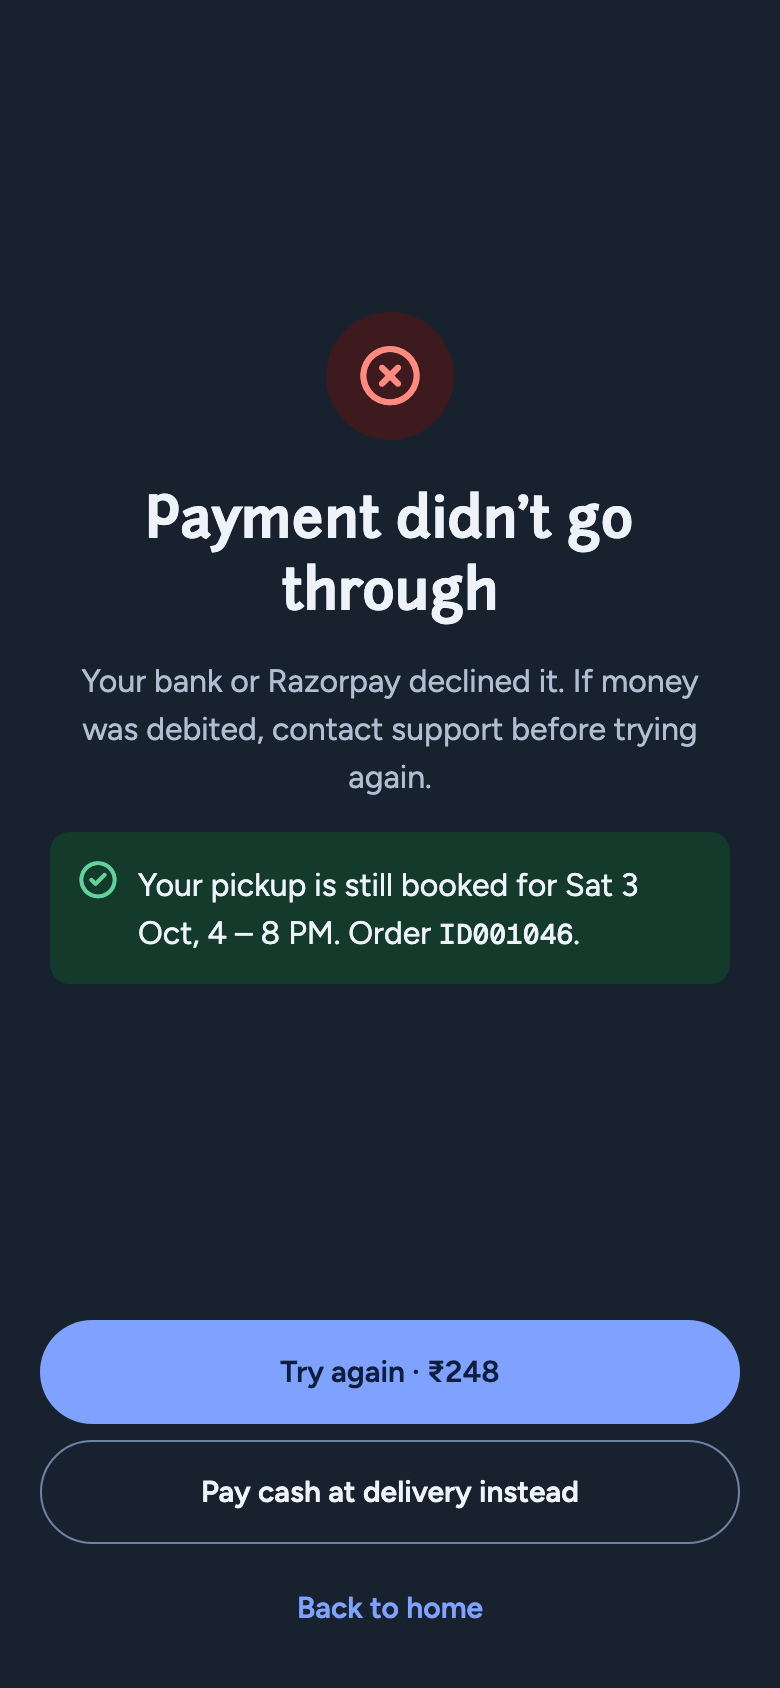 Payment didn’t go
through
Your bank or Razorpay declined it. If money
was debited, contact support before trying
again.
Your pickup is still booked for Sat 3
Oct, 4 – 8 PM. Order ID001046.
Try again · ₹248
Pay cash at delivery instead
Back to home